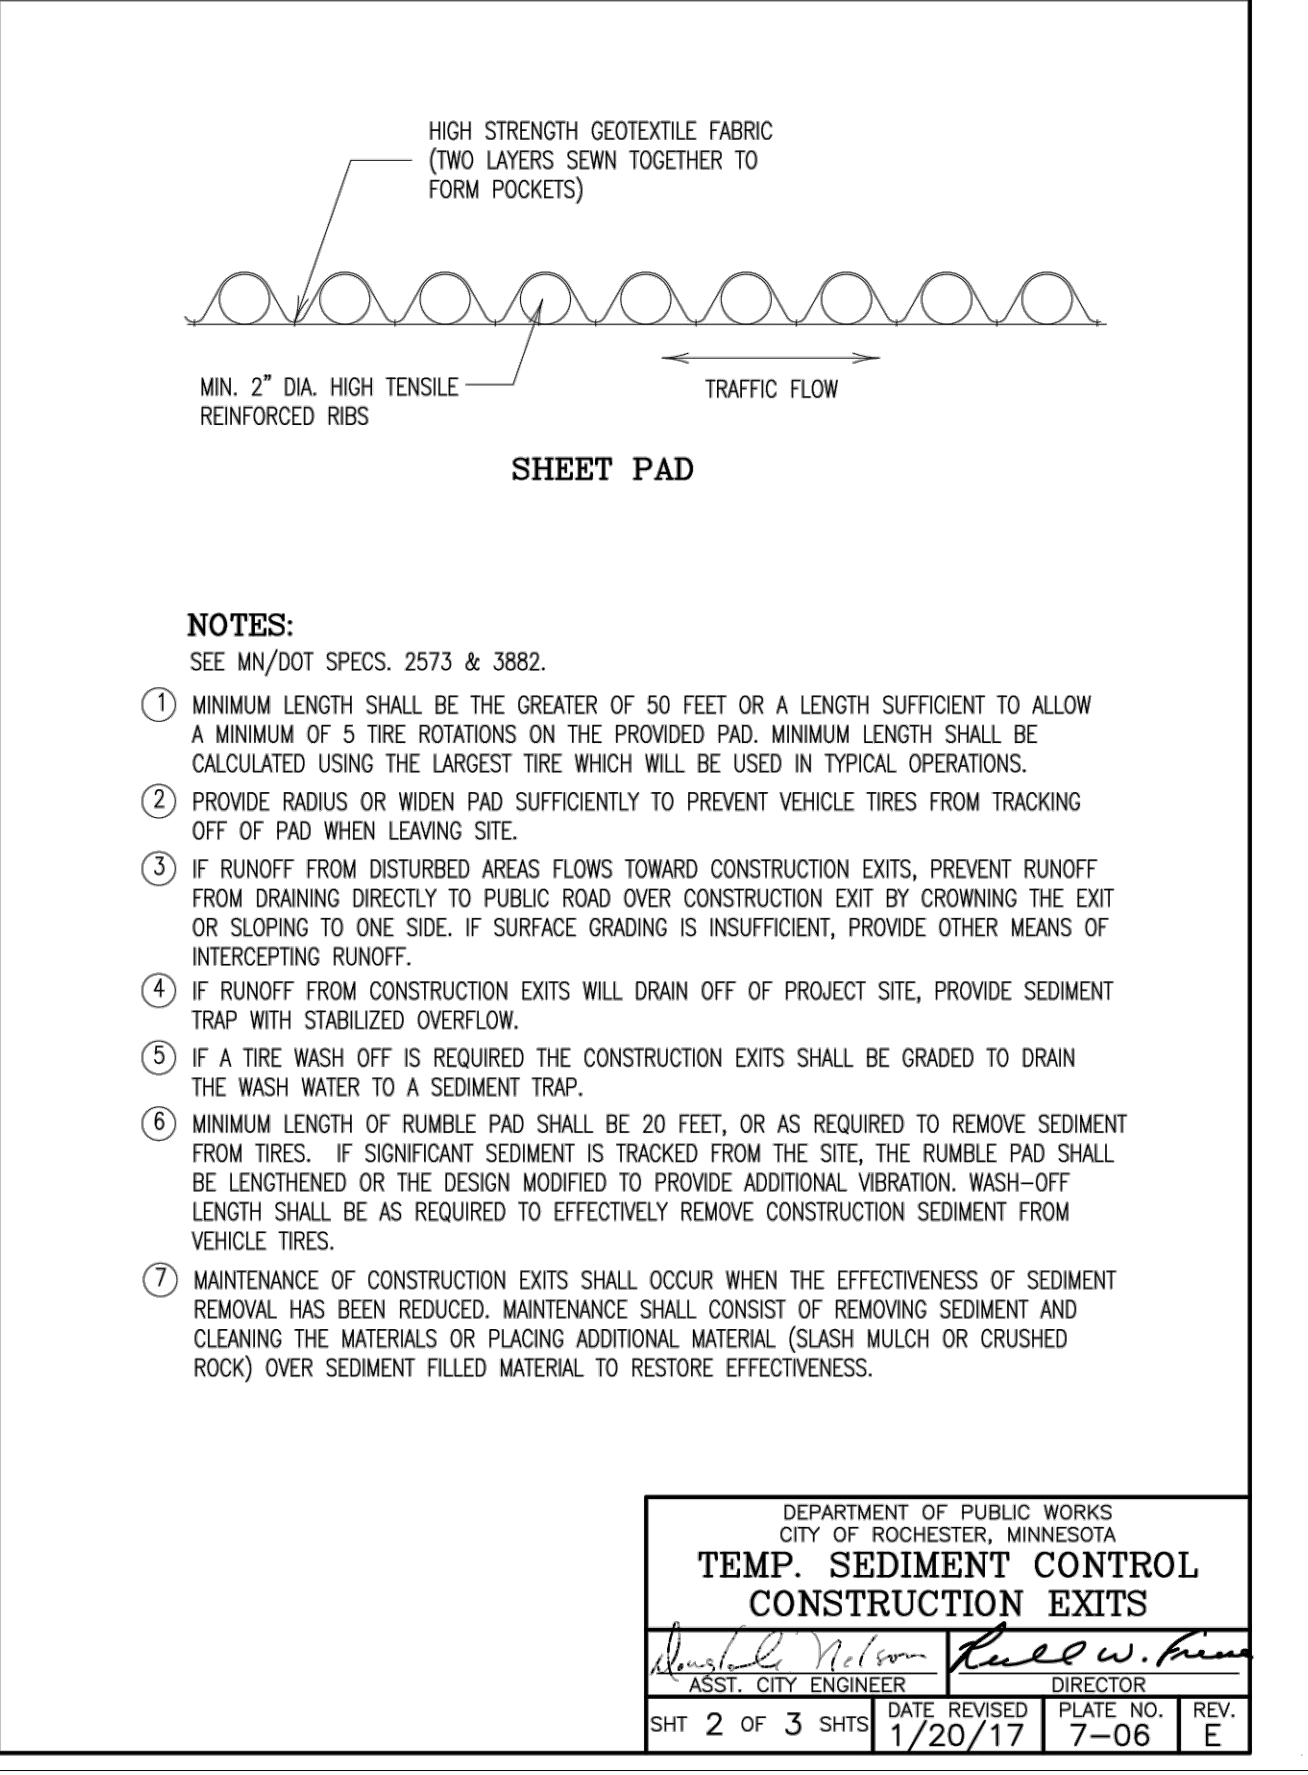 HIGH STRENGTH GEOTEXTILE FABRIC
(TWO LAYERS SEWN TOGETHER TO
FORM POCKETS)
MIN. 2" DIA. HIGH TENSILE
REINFORCED RIBS
TRAFFIC FLOW
SHEET PAD
NOTES:
SEE MN/DOT SPECS. 2573 & 3882.
1 MINIMUM LENGTH SHALL BE THE GREATER OF 50 FEET OR A LENGTH SUFFICIENT TO ALLOW
A MINIMUM OF 5 TIRE ROTATIONS ON THE PROVIDED PAD. MINIMUM LENGTH SHALL BE
CALCULATED USING THE LARGEST TIRE WHICH WILL BE USED IN TYPICAL OPERATIONS.
2 PROVIDE RADIUS OR WIDEN PAD SUFFICIENTLY TO PREVENT VEHICLE TIRES FROM TRACKING
OFF OF PAD WHEN LEAVING SITE.
3 IF RUNOFF FROM DISTURBED AREAS FLOWS TOWARD CONSTRUCTION EXITS, PREVENT RUNOFF
FROM DRAINING DIRECTLY TO PUBLIC ROAD OVER CONSTRUCTION EXIT BY CROWNING THE EXIT
OR SLOPING TO ONE SIDE. IF SURFACE GRADING IS INSUFFICIENT, PROVIDE OTHER MEANS OF
INTERCEPTING RUNOFF.
4 IF RUNOFF FROM CONSTRUCTION EXITS WILL DRAIN OFF OF PROJECT SITE, PROVIDE SEDIMENT
TRAP WITH STABILIZED OVERFLOW.
5 IF A TIRE WASH OFF IS REQUIRED THE CONSTRUCTION EXITS SHALL BE GRADED TO DRAIN
THE WASH WATER TO A SEDIMENT TRAP.
6 MINIMUM LENGTH OF RUMBLE PAD SHALL BE 20 FEET, OR AS REQUIRED TO REMOVE SEDIMENT
FROM TIRES. IF SIGNIFICANT SEDIMENT IS TRACKED FROM THE SITE, THE RUMBLE PAD SHALL
BE LENGTHENED OR THE DESIGN MODIFIED TO PROVIDE ADDITIONAL VIBRATION. WASH-OFF
LENGTH SHALL BE AS REQUIRED TO EFFECTIVELY REMOVE CONSTRUCTION SEDIMENT FROM
VEHICLE TIRES.
7 MAINTENANCE OF CONSTRUCTION EXITS SHALL OCCUR WHEN THE EFFECTIVENESS OF SEDIMENT
REMOVAL HAS BEEN REDUCED. MAINTENANCE SHALL CONSIST OF REMOVING SEDIMENT AND
CLEANING THE MATERIALS OR PLACING ADDITIONAL MATERIAL (SLASH MULCH OR CRUSHED
ROCK) OVER SEDIMENT FILLED MATERIAL TO RESTORE EFFECTIVENESS.
DEPARTMENT OF PUBLIC WORKS
CITY OF ROCHESTER, MINNESOTA
TEMP. SEDIMENT CONTROL
CONSTRUCTION EXITS
Nelson
W.
ASST. CITY ENGINEER
DIRECTOR
SHT 2 OF 3 SHTS
DATE REVISED
1/20/17
PLATE NO.
7-06
REV.
E